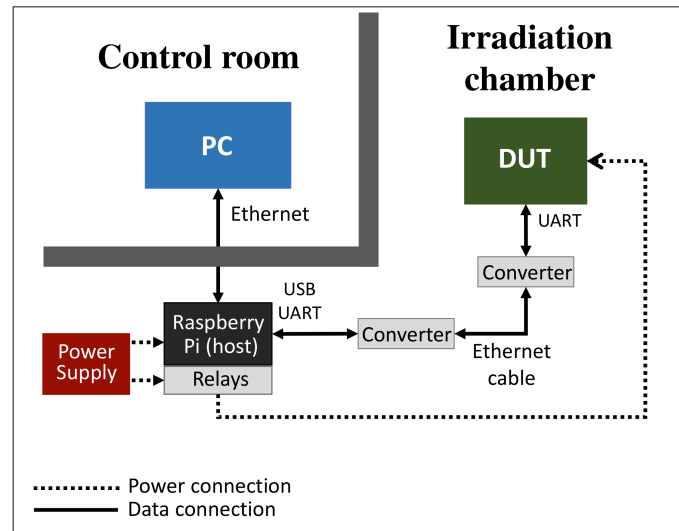 Control room
Irradiation
chamber
PC
DUT
Ethernet
UART
Converter
USB
UART
Raspberry
Pi (host)
Converter
Power
Supply
Ethernet
cable
Relays
Power connection
Data connection